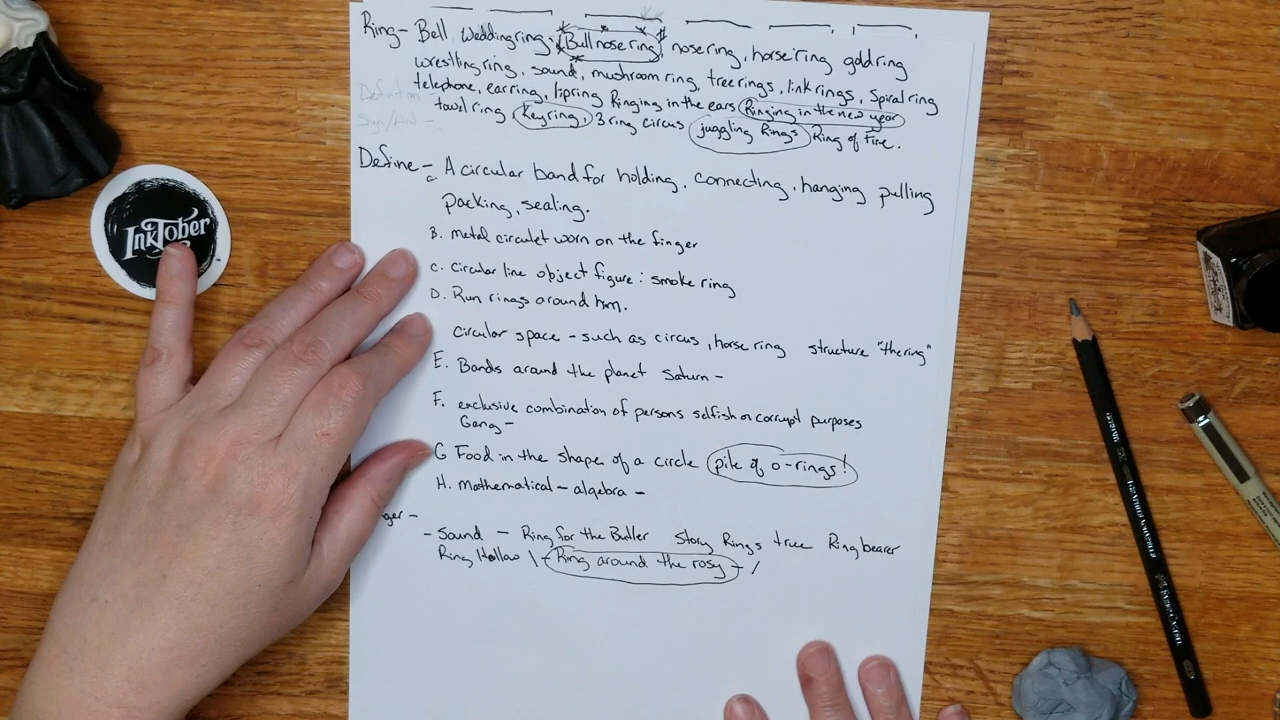 Ring- Bell Wedding ring, Bull nose ring, nose ring, horse ring gold ring
wrestling ring, sound, mushroom ring, tree rings, link rings, Spiral ring
telephone, earring, lip ring Ringing in the ears Ringing in the new year
towel ring Key ring, 3 ring circus juggling Rings Ring of Fire.
Definition -
Syn/Ant -
Define - A circular band for holding, connecting, hanging pulling
Packing, sealing.
B. metal circulet worn on the finger
C. Circular line object figure: smoke ring
D. Run rings around him.
Circular space - such as circus, horse ring structure "the ring"
E. Bands around the planet Saturn -
F. exclusive combination of persons selfish or corrupt purposes
Gang -
G Food in the shape of a circle pile of o-rings!
H. Mathematical - algebra -
ger -
- Sound - Ring for the Butler Story Rings tree Ring bearer
Ring Hollow \- Ring around the rosy - /
InkTober